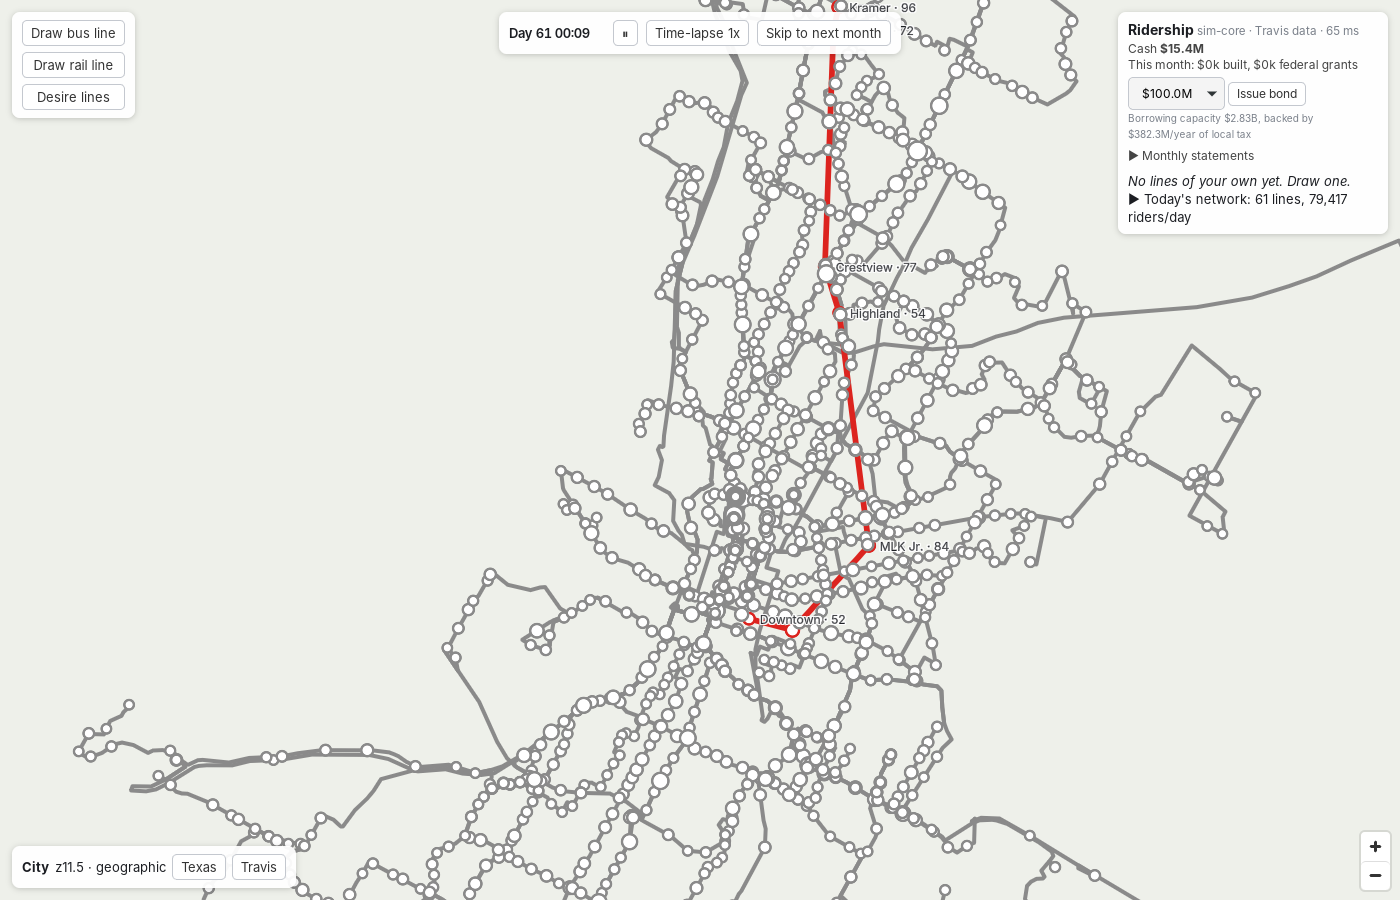 Draw bus line
Draw rail line
Desire lines
Day 61 00:09
Time-lapse 1x
Skip to next month
Ridership sim-core · Travis data · 65 ms
Cash $15.4M
This month: $0k built, $0k federal grants
$100.0M
Issue bond
Borrowing capacity $2.83B, backed by
$382.3M/year of local tax
▶ Monthly statements
No lines of your own yet. Draw one.
▶ Today's network: 61 lines, 79,417
riders/day
Kramer · 96
72
Crestview · 77
Highland · 54
MLK Jr. · 84
Downtown · 52
City z11.5 · geographic
Texas
Travis
+
−